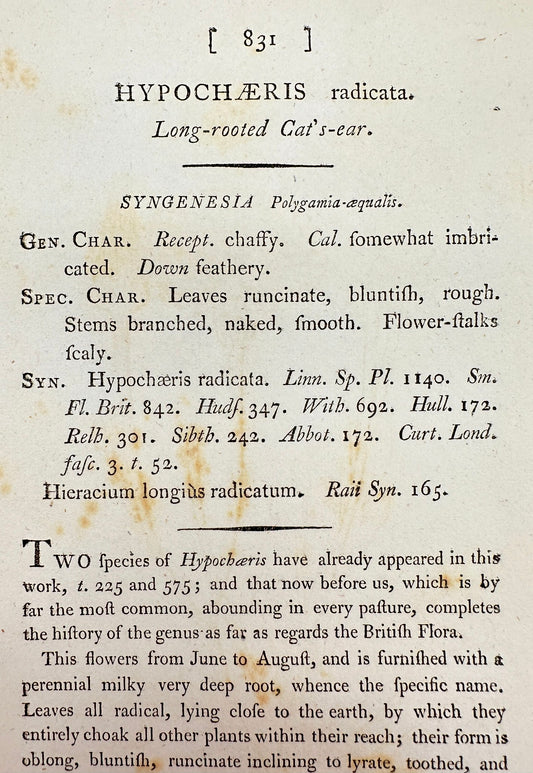 [ 831 ]
HYPOCHÆRIS radicata.
Long-rooted Cat's-ear.
SYNGENESIA Polygamia-æqualis.
GEN. CHAR. Recept. chaffy. Cal. ſomewhat imbri-
cated. Down feathery.
SPEC. CHAR. Leaves runcinate, bluntiſh, rough.
Stems branched, naked, ſmooth. Flower-ſtalks
ſcaly.
SYN. Hypochæris radicata. Linn. Sp. Pl. 1140. Sm.
Fl. Brit. 842. Hudſ. 347. With. 692. Hull. 172.
Relh. 301. Sibth. 242. Abbot. 172. Curt. Lond.
faſc. 3. t. 52.
Hieracium longiùs radicatum. Raii Syn. 165.
TWO ſpecies of Hypochæris have already appeared in this
work, t. 225 and 575; and that now before us, which is by
far the moſt common, abounding in every paſture, completes
the hiſtory of the genus as far as regards the Britiſh Flora.
This flowers from June to Auguſt, and is furniſhed with a
perennial milky very deep root, whence the ſpecific name.
Leaves all radical, lying cloſe to the earth, by which they
entirely choak all other plants within their reach; their form is
oblong, bluntiſh, runcinate inclining to lyrate, toothed, and